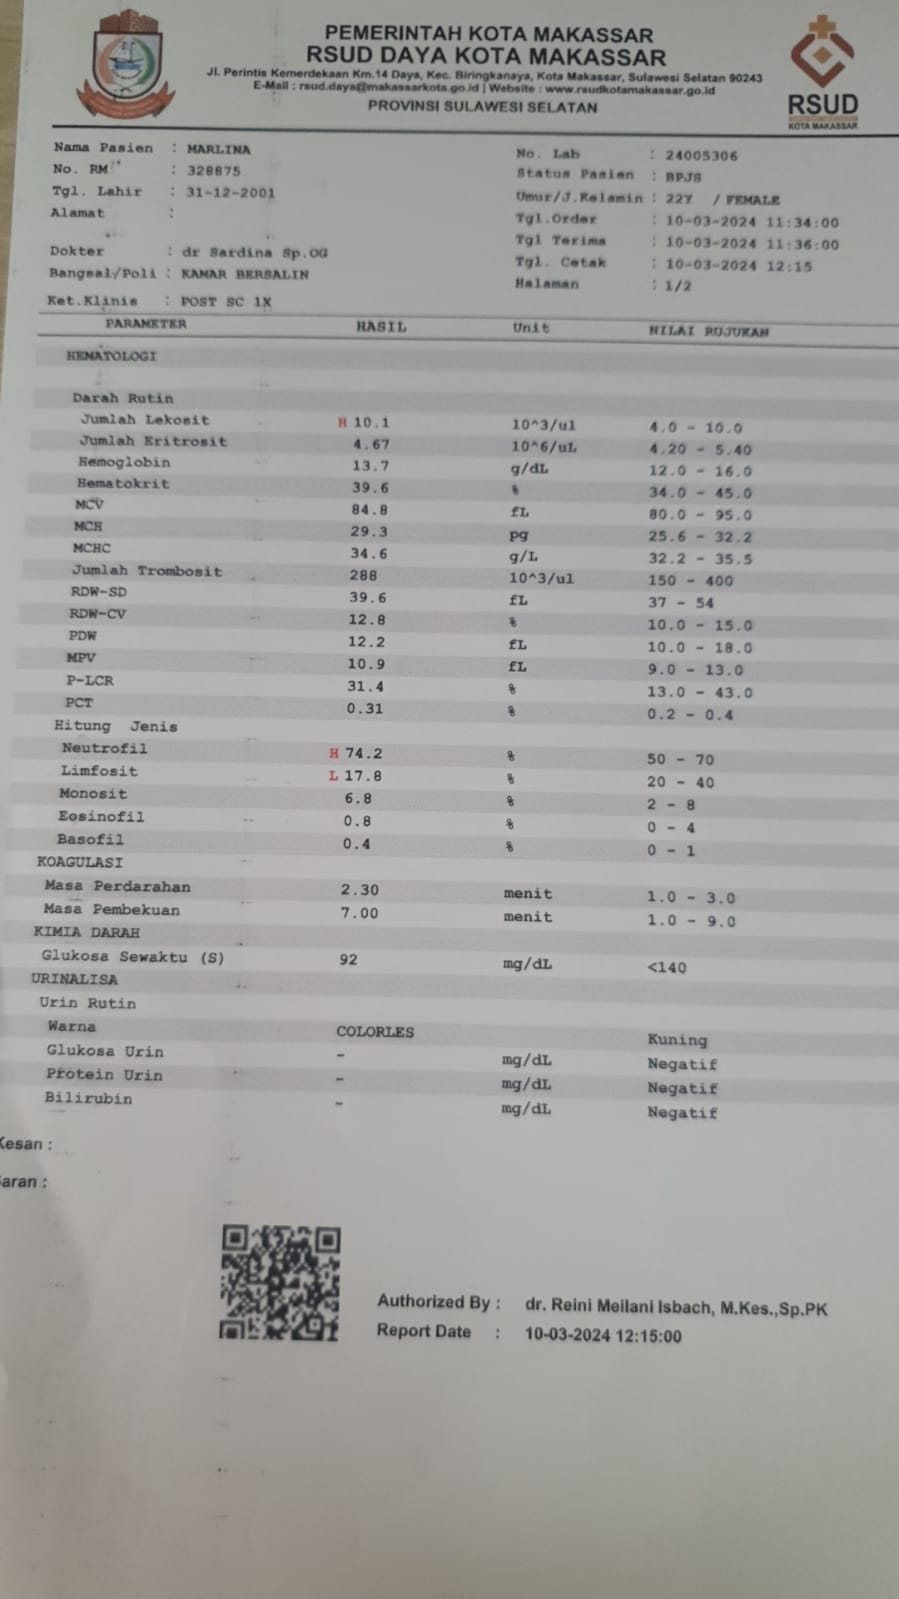 PEMERINTAH KOTA MAKASSAR
RSUD DAYA KOTA MAKASSAR
Jl. Perintis Kemerdekaan Km.14 Daya, Kec. Biringkanaya, Kota Makassar, Sulawesi Selatan 90243
E-Mail : rsud.daya@makassarkota.go.id | Website : www.rsudkotamakassar.go.id
PROVINSI SULAWESI SELATAN
RSUD
KOTA MAKASSAR
Nama Pasien : MARLINA
No. RM : 328875
Tgl. Lahir : 31-12-2001
Alamat :
Dokter : dr Sardina Sp.OG
Bangsal/Poli : KAMAR BERSALIN
Ket.Klinis : POST SC 1X
No. Lab : 24005306
Status Pasien : BPJS
Umur/J.Kelamin : 22Y / FEMALE
Tgl.Order : 10-03-2024 11:34:00
Tgl Terima : 10-03-2024 11:36:00
Tgl. Cetak : 10-03-2024 12:15
Halaman : 1/2
PARAMETER HASIL Unit NILAI RUJUKAN
HEMATOLOGI
Darah Rutin
Jumlah Lekosit H 10.1 10^3/ul 4.0 - 10.0
Jumlah Eritrosit 4.67 10^6/uL 4.20 - 5.40
Hemoglobin 13.7 g/dL 12.0 - 16.0
Hematokrit 39.6 % 34.0 - 45.0
MCV 84.8 fL 80.0 - 95.0
MCH 29.3 pg 25.6 - 32.2
MCHC 34.6 g/L 32.2 - 35.5
Jumlah Trombosit 288 10^3/ul 150 - 400
RDW-SD 39.6 fL 37 - 54
RDW-CV 12.8 % 10.0 - 15.0
PDW 12.2 fL 10.0 - 18.0
MPV 10.9 fL 9.0 - 13.0
P-LCR 31.4 % 13.0 - 43.0
PCT 0.31 % 0.2 - 0.4
Hitung Jenis
Neutrofil H 74.2 % 50 - 70
Limfosit L 17.8 % 20 - 40
Monosit 6.8 % 2 - 8
Eosinofil 0.8 % 0 - 4
Basofil 0.4 % 0 - 1
KOAGULASI
Masa Perdarahan 2.30 menit 1.0 - 3.0
Masa Pembekuan 7.00 menit 1.0 - 9.0
KIMIA DARAH
Glukosa Sewaktu (S) 92 mg/dL <140
URINALISA
Urin Rutin
Warna COLORLES Kuning
Glukosa Urin - mg/dL Negatif
Protein Urin - mg/dL Negatif
Bilirubin - mg/dL Negatif
Kesan :
aran :
Authorized By : dr. Reini Meilani Isbach, M.Kes.,Sp.PK
Report Date : 10-03-2024 12:15:00